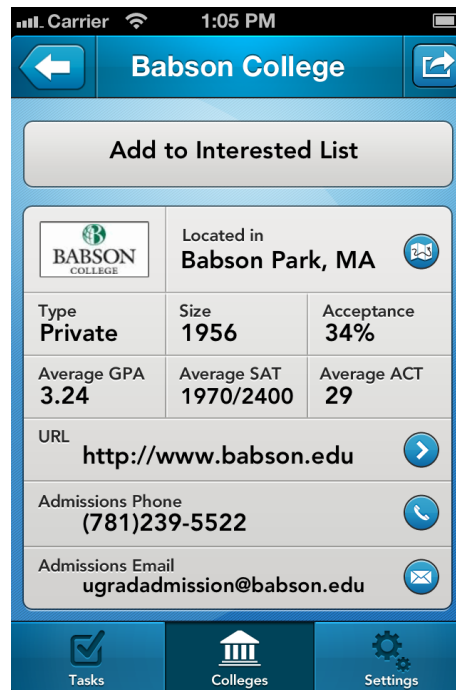 Carrier 1:05 PM
Babson College
Add to Interested List
BABSON
COLLEGE
Located in
Babson Park, MA
Type
Private
Size
1956
Acceptance
34%
Average GPA
3.24
Average SAT
1970/2400
Average ACT
29
URL
http://www.babson.edu
Admissions Phone
(781)239-5522
Admissions Email
ugradadmission@babson.edu
Tasks Colleges Settings